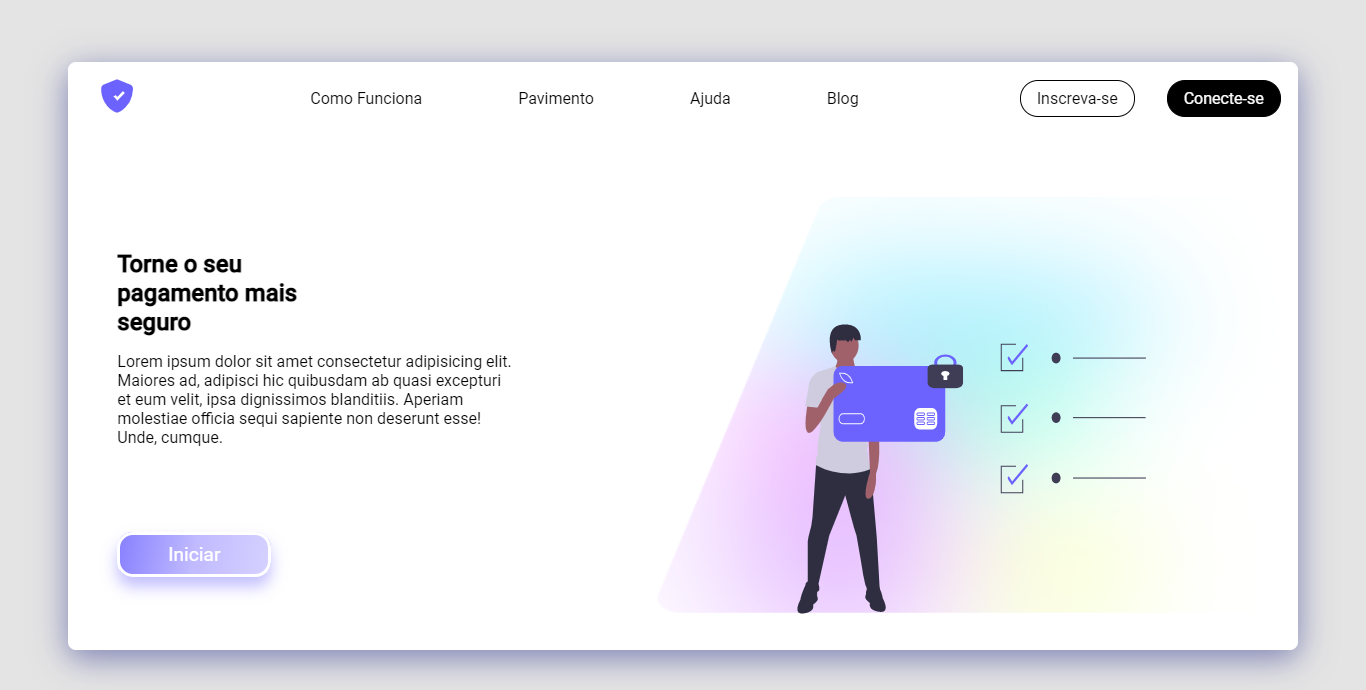 Como Funciona
Pavimento
Ajuda
Blog
Inscreva-se
Conecte-se
Torne o seu
pagamento mais
seguro
Lorem ipsum dolor sit amet consectetur adipisicing elit.
Maiores ad, adipisci hic quibusdam ab quasi excepturi
et eum velit, ipsa dignissimos blanditiis. Aperiam
molestiae officia sequi sapiente non deserunt esse!
Unde, cumque.
Iniciar